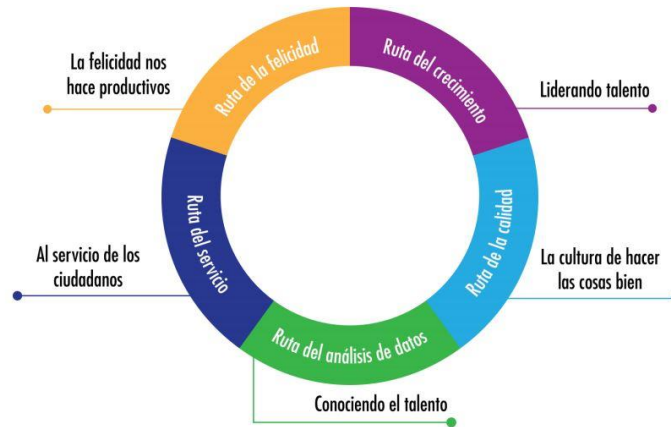 La felicidad nos
hace productivos
Ruta de la felicidad
Ruta del crecimiento
Liderando talento
Ruta del servicio
Al servicio de los
ciudadanos
Ruta de la calidad
La cultura de hacer
las cosas bien
Ruta del análisis de datos
Conociendo el talento